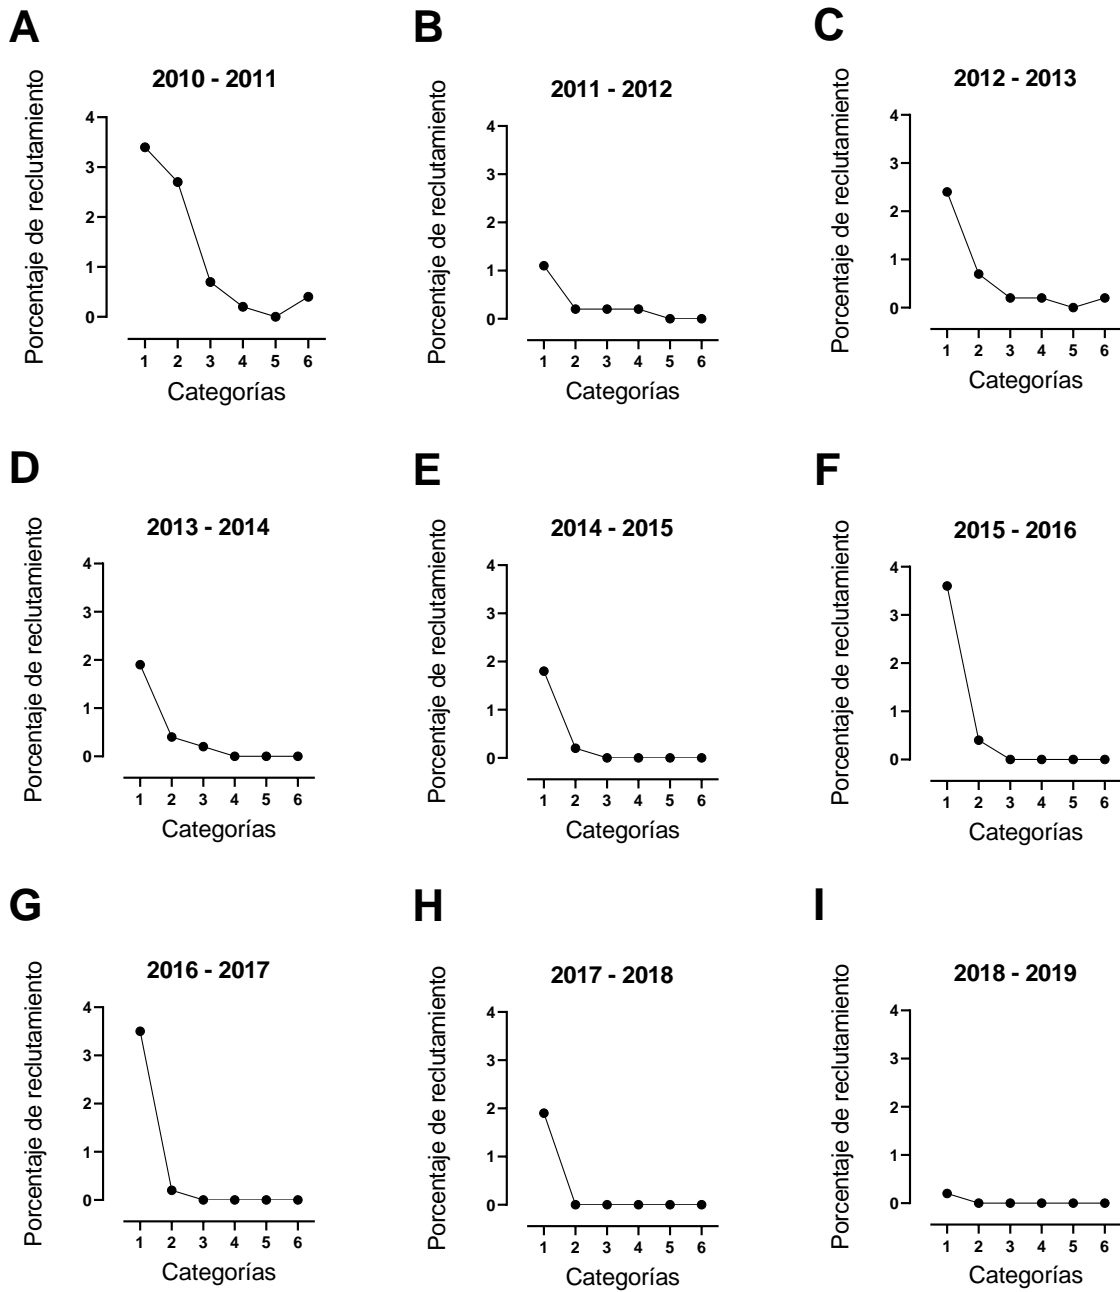 A
2010 - 2011
Porcentaje de reclutamiento
4
3
2
1
0
1 2 3 4 5 6
Categorías
B
2011 - 2012
Porcentaje de reclutamiento
4
3
2
1
0
1 2 3 4 5 6
Categorías
C
2012 - 2013
Porcentaje de reclutamiento
4
3
2
1
0
1 2 3 4 5 6
Categorías
D
2013 - 2014
Porcentaje de reclutamiento
4
3
2
1
0
1 2 3 4 5 6
Categorías
E
2014 - 2015
Porcentaje de reclutamiento
4
3
2
1
0
1 2 3 4 5 6
Categorías
F
2015 - 2016
Porcentaje de reclutamiento
4
3
2
1
0
1 2 3 4 5 6
Categorías
G
2016 - 2017
Porcentaje de reclutamiento
4
3
2
1
0
1 2 3 4 5 6
Categorías
H
2017 - 2018
Porcentaje de reclutamiento
4
3
2
1
0
1 2 3 4 5 6
Categorías
I
2018 - 2019
Porcentaje de reclutamiento
4
3
2
1
0
1 2 3 4 5 6
Categorías